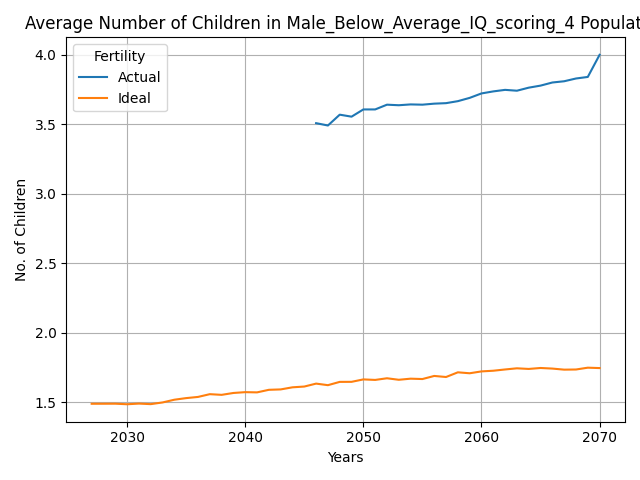 Average Number of Children in Male_Below_Average_IQ_scoring_4 Populat
Fertility
Actual
Ideal
4.0
3.5
3.0
2.5
2.0
1.5
No. of Children
2030 2040 2050 2060 2070
Years